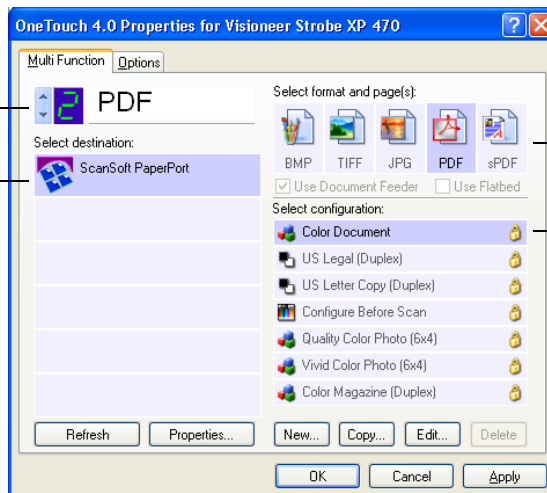 OneTouch 4.0 Properties for Visioneer Strobe XP 470
Multi Function
Options
2
PDF
Select destination:
ScanSoft PaperPort
Refresh
Properties...
Select format and page(s):
BMP
TIFF
JPG
PDF
sPDF
Use Document Feeder
Use Flatbed
Select configuration:
Color Document
US Legal (Duplex)
US Letter Copy (Duplex)
Configure Before Scan
Quality Color Photo (6x4)
Vivid Color Photo (6x4)
Color Magazine (Duplex)
New...
Copy...
Edit...
Delete
OK
Cancel
Apply